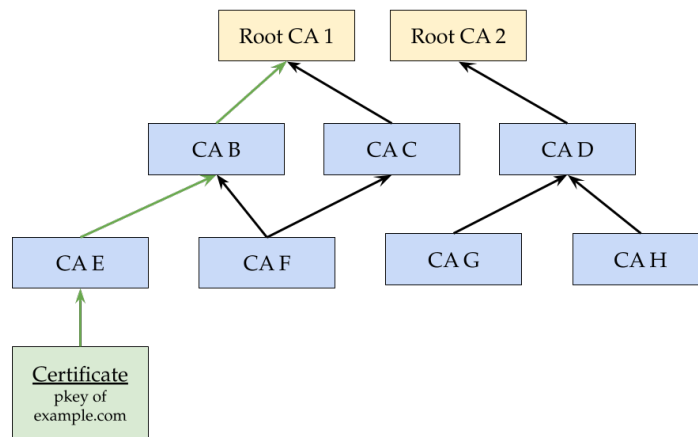 Root CA 1
Root CA 2
CA B
CA C
CA D
CA E
CA F
CA G
CA H
Certificate
pkey of
example.com